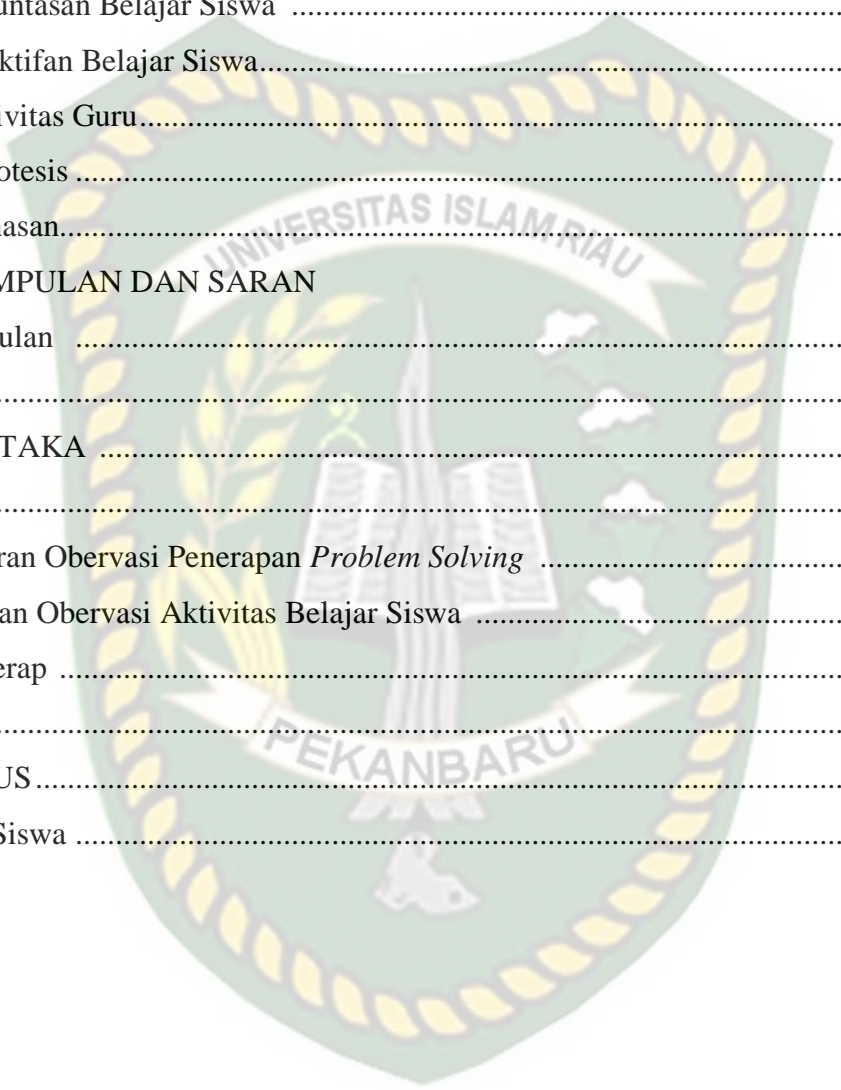 untasan Belajar Siswa ........................................................................
ktifan Belajar Siswa............................................................................
ivitas Guru...........................................................................................
otesis ...................................................................................................
asan.....................................................................................................
UNIVERSITAS ISLAM RIAU
MPULAN DAN SARAN
ulan ...................................................................................................
.............................................................................................................
TAKA ................................................................................................
.............................................................................................................
ran Obervasi Penerapan Problem Solving ......................................
an Obervasi Aktivitas Belajar Siswa ..............................................
erap .....................................................................................................
.............................................................................................................
PEKANBARU
US........................................................................................................
Siswa ...................................................................................................